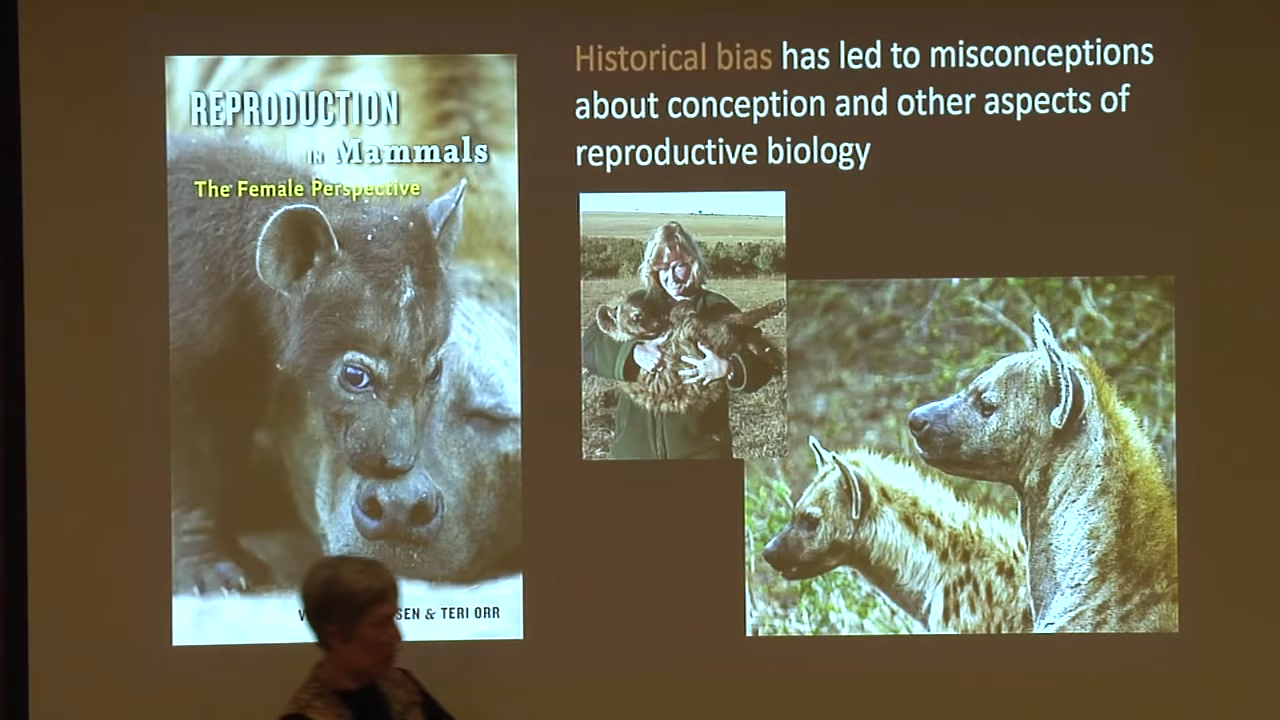 REPRODUCTION
IN Mammals
The Female Perspective
SEN & TERI ORR
Historical bias has led to misconceptions
about conception and other aspects of
reproductive biology